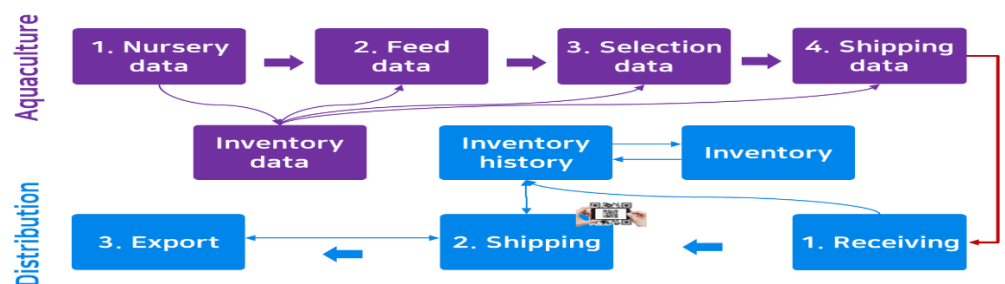 Aquaculture
1. Nursery
data
2. Feed
data
3. Selection
data
4. Shipping
data
Inventory
data
Inventory
history
Inventory
Distribution
3. Export
2. Shipping
1. Receiving